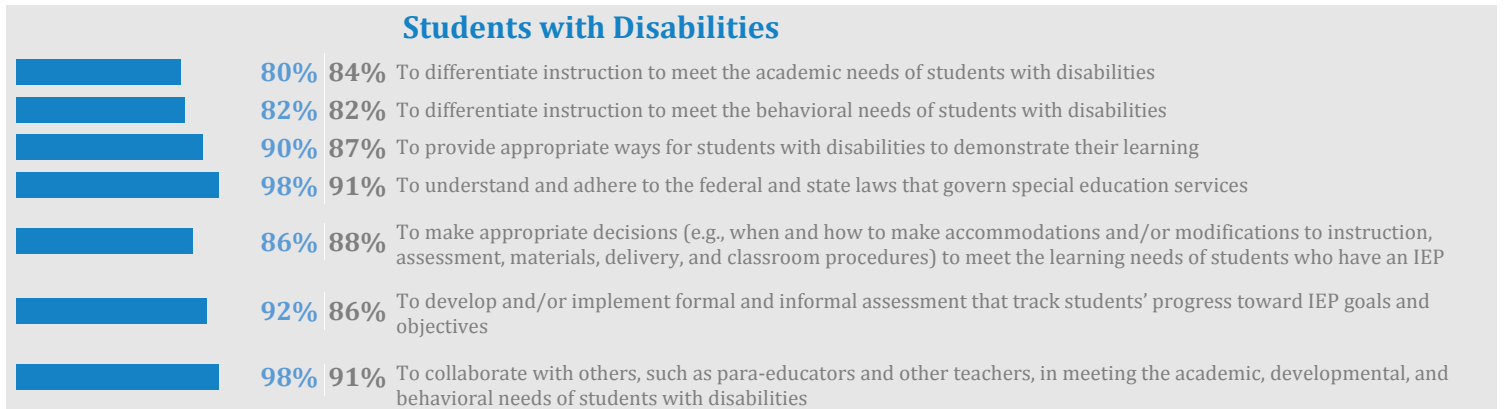 Students with Disabilities
80% 84% To differentiate instruction to meet the academic needs of students with disabilities
82% 82% To differentiate instruction to meet the behavioral needs of students with disabilities
90% 87% To provide appropriate ways for students with disabilities to demonstrate their learning
98% 91% To understand and adhere to the federal and state laws that govern special education services
86% 88% To make appropriate decisions (e.g., when and how to make accommodations and/or modifications to instruction,
assessment, materials, delivery, and classroom procedures) to meet the learning needs of students who have an IEP
92% 86% To develop and/or implement formal and informal assessment that track students’ progress toward IEP goals and
objectives
98% 91% To collaborate with others, such as para-educators and other teachers, in meeting the academic, developmental, and
behavioral needs of students with disabilities